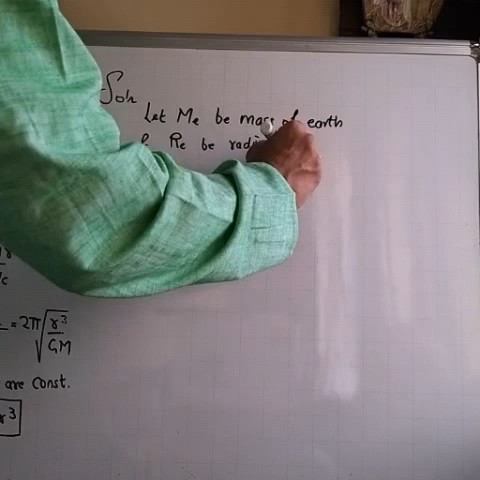 Soln
Let Me be mass of earth
& Re be radi
= 2π√r³/GM
are const.
r³